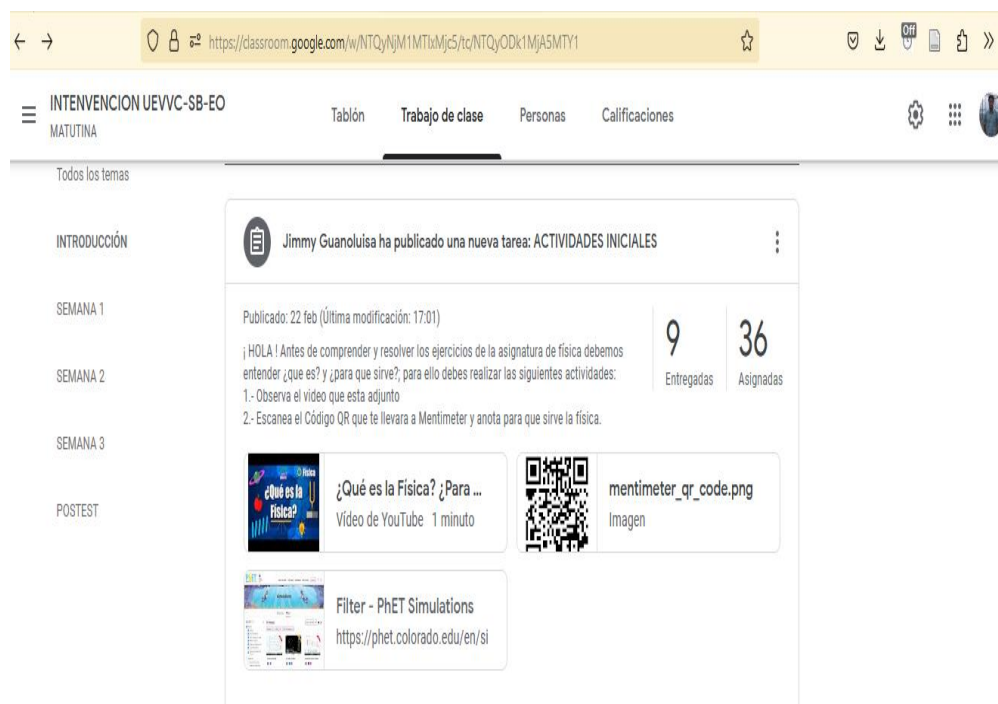 https://classroom.google.com/w/NTQyNjM1MTIxMjc5/tc/NTQyODk1MjA5MTY1
Off
INTENVENCION UEVVC-SB-EO
MATUTINA
Tablón
Trabajo de clase
Personas
Calificaciones
Todos los temas
INTRODUCCIÓN
SEMANA 1
SEMANA 2
SEMANA 3
POSTEST
Jimmy Guanoluisa ha publicado una nueva tarea: ACTIVIDADES INICIALES
Publicado: 22 feb (Última modificación: 17:01)
¡ HOLA ! Antes de comprender y resolver los ejercicios de la asignatura de física debemos
entender ¿que es? y ¿para que sirve?; para ello debes realizar las siguientes actividades:
1.- Observa el video que esta adjunto
2.- Escanea el Código QR que te llevara a Mentimeter y anota para que sirve la física.
9
Entregadas
36
Asignadas
Física
¿Qué es la
Física?
¿Qué es la Física? ¿Para ...
Vídeo de YouTube 1 minuto
mentimeter_qr_code.png
Imagen
Filter - PhET Simulations
https://phet.colorado.edu/en/si